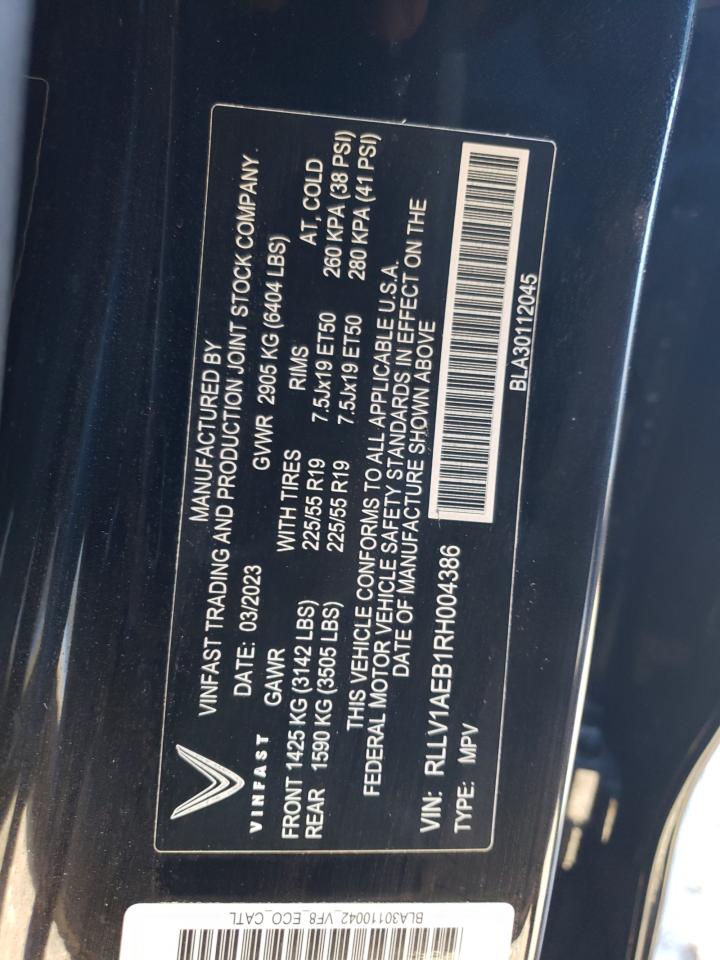 MANUFACTURED BY
VINFAST TRADING AND PRODUCTION JOINT STOCK COMPANY
DATE: 03/2023 GVWR 2905 KG (6404 LBS)
VINFAST
GAWR WITH TIRES RIMS AT, COLD
FRONT 1425 KG (3142 LBS) 225/55 R19 7.5Jx19 ET50 260 KPA (38 PSI)
REAR 1590 KG (3505 LBS) 225/55 R19 7.5Jx19 ET50 280 KPA (41 PSI)
THIS VEHICLE CONFORMS TO ALL APPLICABLE U.S.A.
FEDERAL MOTOR VEHICLE SAFETY STANDARDS IN EFFECT ON THE
DATE OF MANUFACTURE SHOWN ABOVE
VIN: RLLV1AEB1RH004386
TYPE: MPV
BLA30112045
BLA30110042_VF8_ECO_CATL